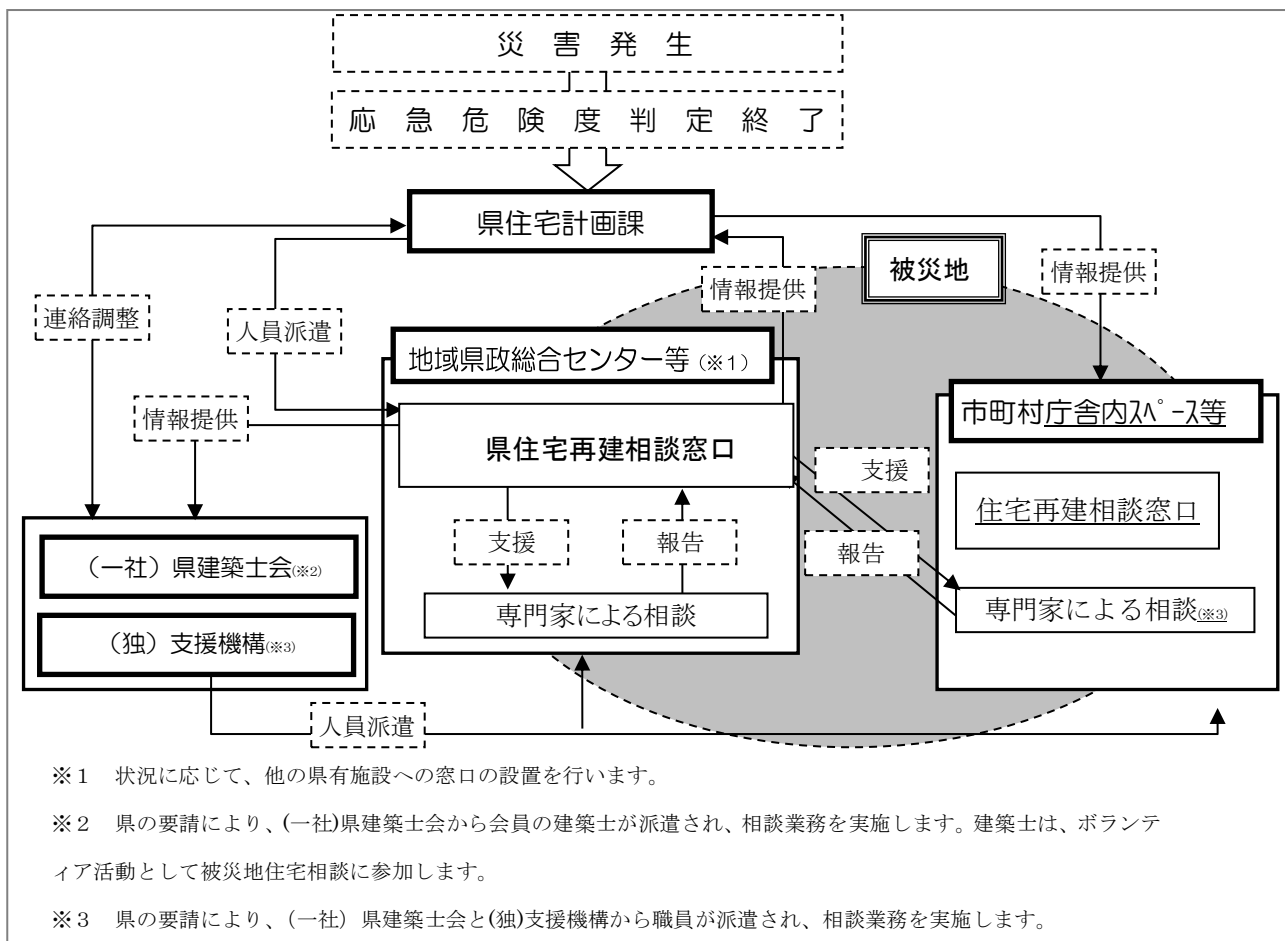 災害発生
応急危険度判定終了
県住宅計画課
被災地
情報提供
情報提供
連絡調整
人員派遣
地域県政総合センター等（※１）
情報提供
市町村庁舎内ｽﾍﾟｰｽ等
県住宅再建相談窓口
支援
住宅再建相談窓口
支援
報告
報告
（一社）県建築士会(※2)
専門家による相談
専門家による相談(※3)
（独）支援機構(※3)
人員派遣
※１　状況に応じて、他の県有施設への窓口の設置を行います。
※２　県の要請により、(一社)県建築士会から会員の建築士が派遣され、相談業務を実施します。建築士は、ボランテ
ィア活動として被災地住宅相談に参加します。
※３　県の要請により、（一社）県建築士会と(独)支援機構から職員が派遣され、相談業務を実施します。